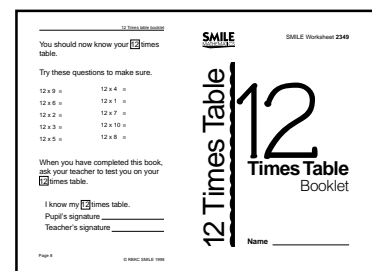 12 Times table booklet
You should now know your 12 times
table.
Try these questions to make sure.
12 x 9 =
12 x 6 =
12 x 2 =
12 x 3 =
12 x 5 =
12 x 4 =
12 x 1 =
12 x 7 =
12 x 10 =
12 x 8 =
When you have completed this book,
ask your teacher to test you on your
12 times table.
I know my 12 times table.
Pupil's signature
Teacher's signature
Page 8
© RBKC SMILE 1998
SMILE
MATHEMATICS
SMILE Worksheet 2349
12 Times Table
12
Times Table
Booklet
Name